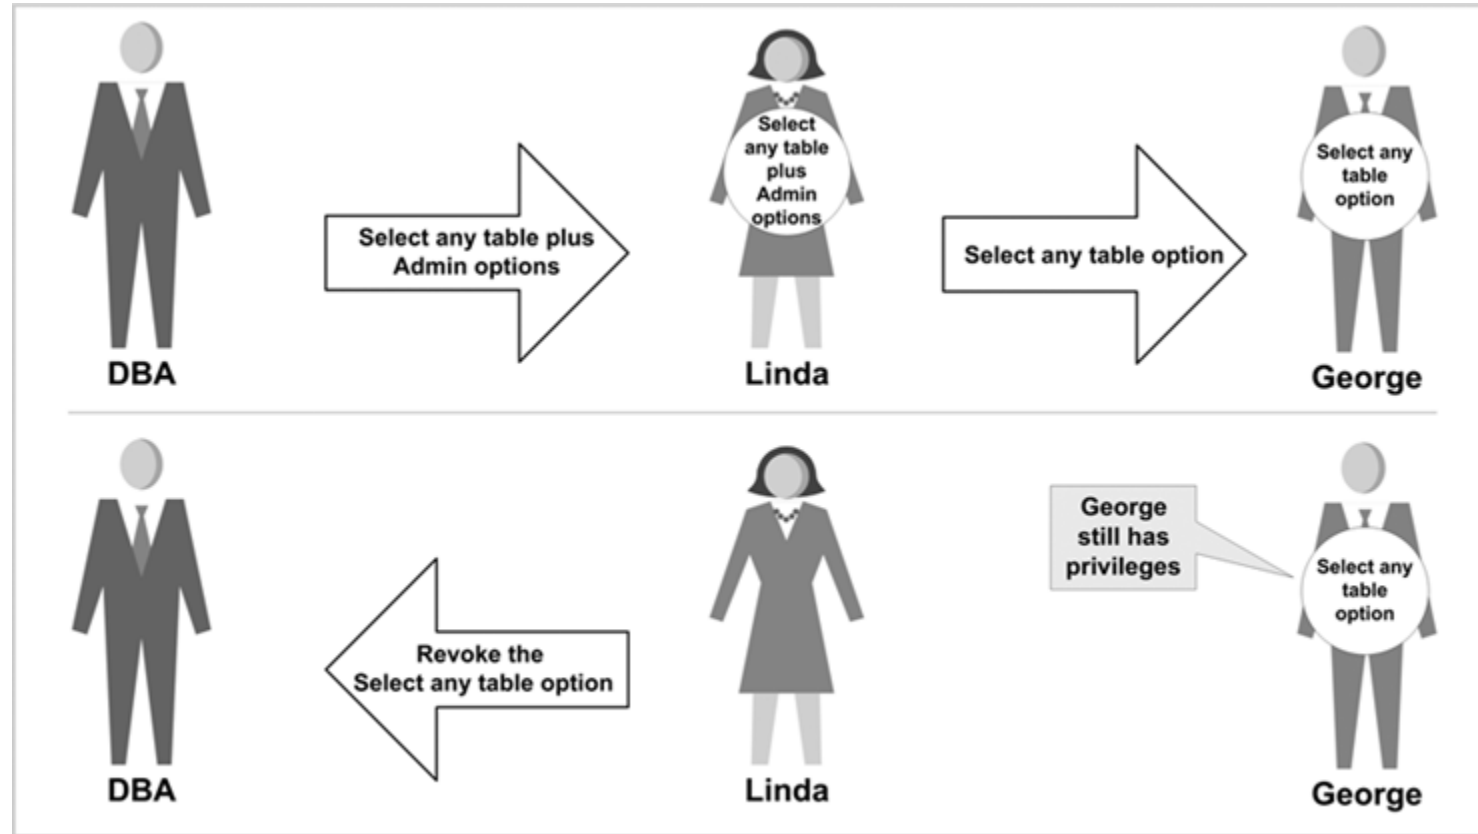 Select any table plus
Admin options
Select
any table
plus
Admin
options
Select any table option
Select any
table
option
DBA
Linda
George
Revoke the
Select any table option
George
still has
privileges
Select any
table
option
DBA
Linda
George